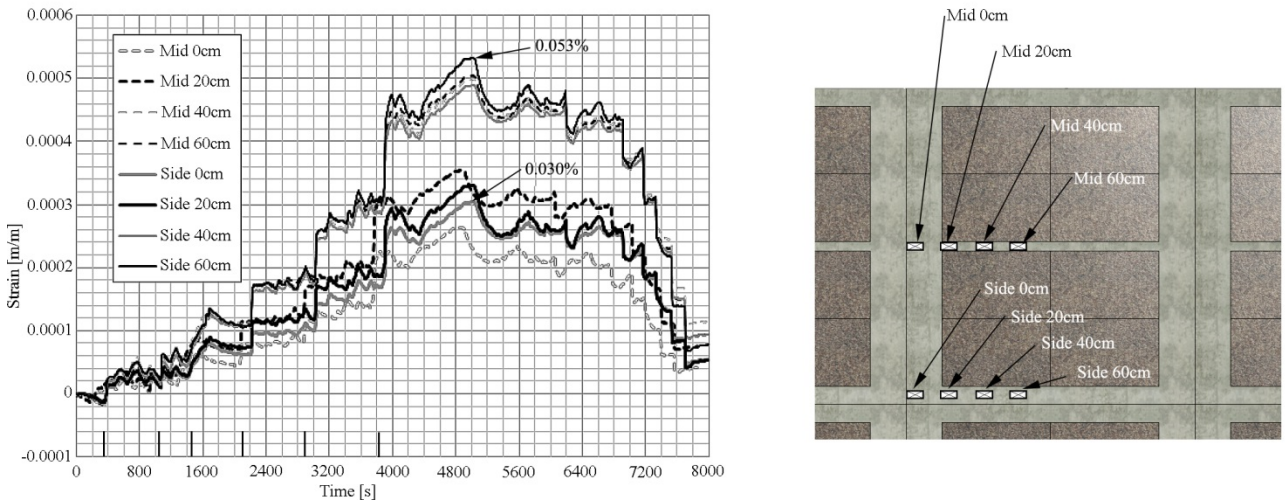 0.0006
0.0005
0.0004
0.0003
0.0002
0.0001
0
-0.0001
Strain [m/m]
Mid 0cm
Mid 20cm
Mid 40cm
Mid 60cm
Side 0cm
Side 20cm
Side 40cm
Side 60cm
0.053%
0.030%
0 800 1600 2400 3200 4000 4800 5600 6400 7200 8000
Time [s]
Mid 0cm
Mid 20cm
Mid 40cm
Mid 60cm
Side 0cm
Side 20cm
Side 40cm
Side 60cm